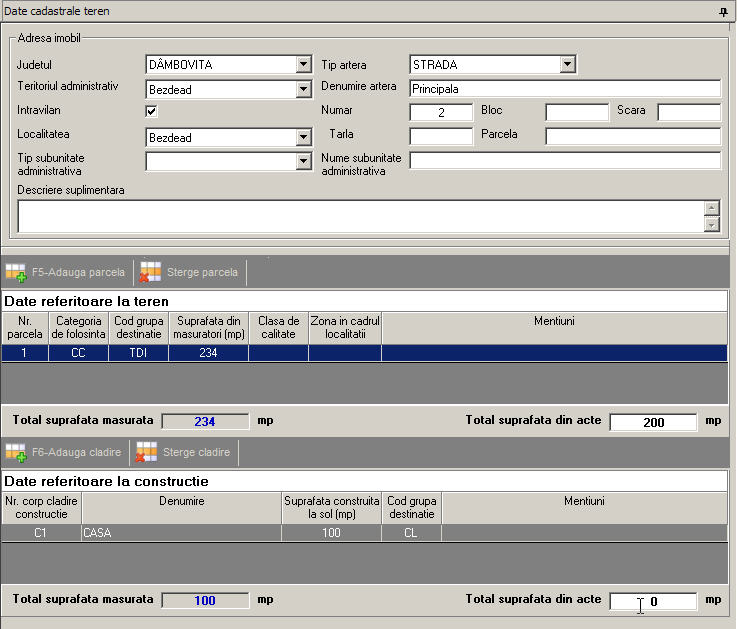 Date cadastrale teren
Adresa imobil
Judetul DÂMBOVITA Tip artera STRADA
Teritoriul administrativ Bezdead Denumire artera Principala
Intravilan Numar 2 Bloc Scara
Localitatea Bezdead Tarla Parcela
Tip subunitate administrativa Nume subunitate administrativa
Descriere suplimentara
F5-Adauga parcela Sterge parcela
Date referitoare la teren
Nr. parcela Categoria de folosinta Cod grupa destinatie Suprafata din masuratori (mp) Clasa de calitate Zona in cadrul localitatii Mentiuni
1 CC TDI 234
Total suprafata masurata 234 mp Total suprafata din acte 200 mp
F6-Adauga cladire Sterge cladire
Date referitoare la constructie
Nr. corp cladire constructie Denumire Suprafata construita la sol (mp) Cod grupa destinatie Mentiuni
C1 CASA 100 CL
Total suprafata masurata 100 mp Total suprafata din acte 0 mp